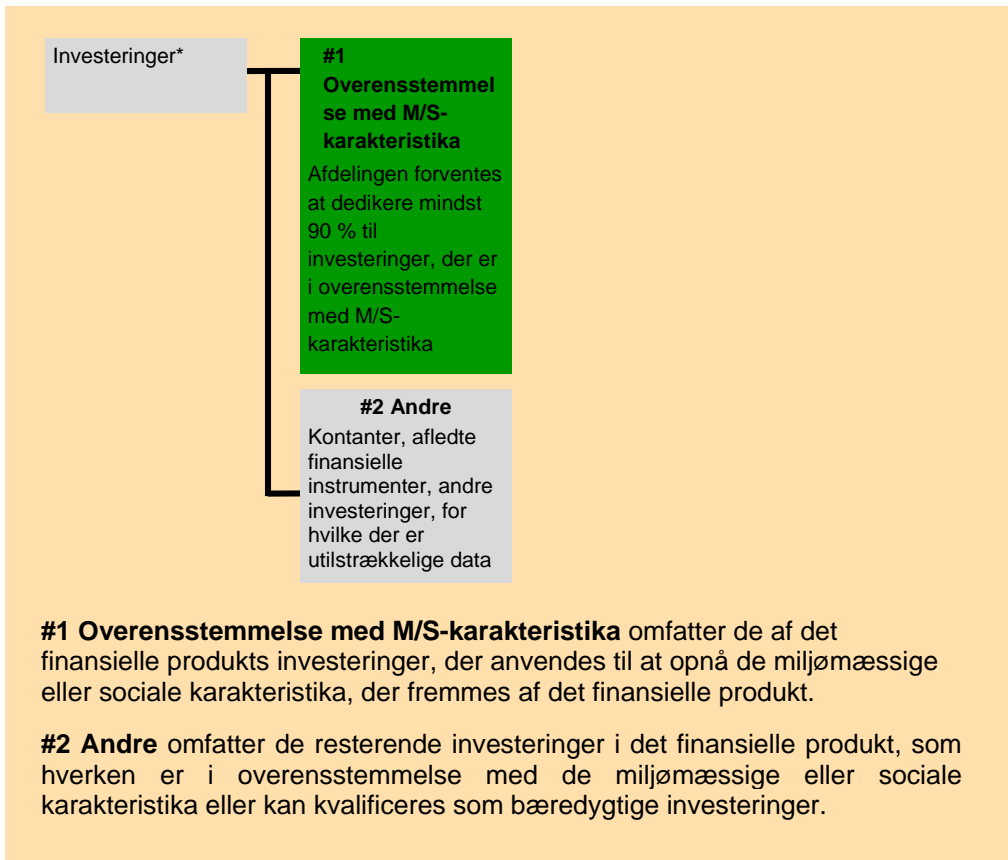 Investeringer*
#1
Overensstemmel
se med M/S-
karakteristika
Afdelingen forventes
at dedikere mindst
90 % til
investeringer, der er
i overensstemmelse
med M/S-
karakteristika
#2 Andre
Kontanter, afledte
finansielle
instrumenter, andre
investeringer, for
hvilke der er
utilstrækkelige data
#1 Overensstemmelse med M/S-karakteristika omfatter de af det
finansielle produkts investeringer, der anvendes til at opnå de miljømæssige
eller sociale karakteristika, der fremmes af det finansielle produkt.
#2 Andre omfatter de resterende investeringer i det finansielle produkt, som
hverken er i overensstemmelse med de miljømæssige eller sociale
karakteristika eller kan kvalificeres som bæredygtige investeringer.